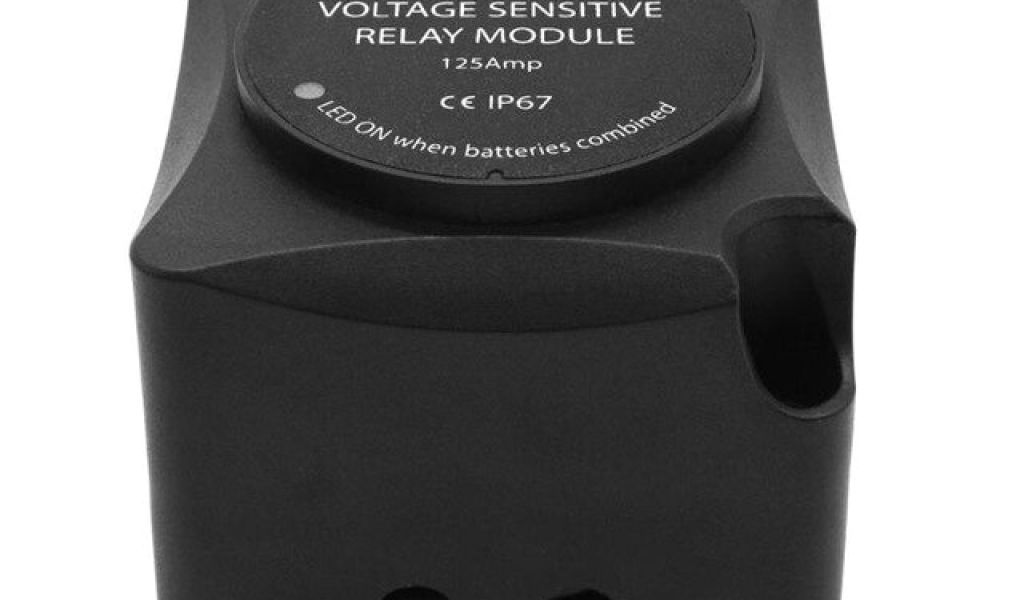 VOLTAGE SENSITIVE
RELAY MODULE
125Amp
CE IP67
LED ON when batteries combined